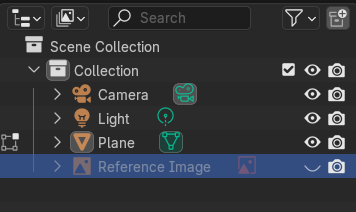 Search
Scene Collection
Collection
Camera
Light
Plane
Reference Image